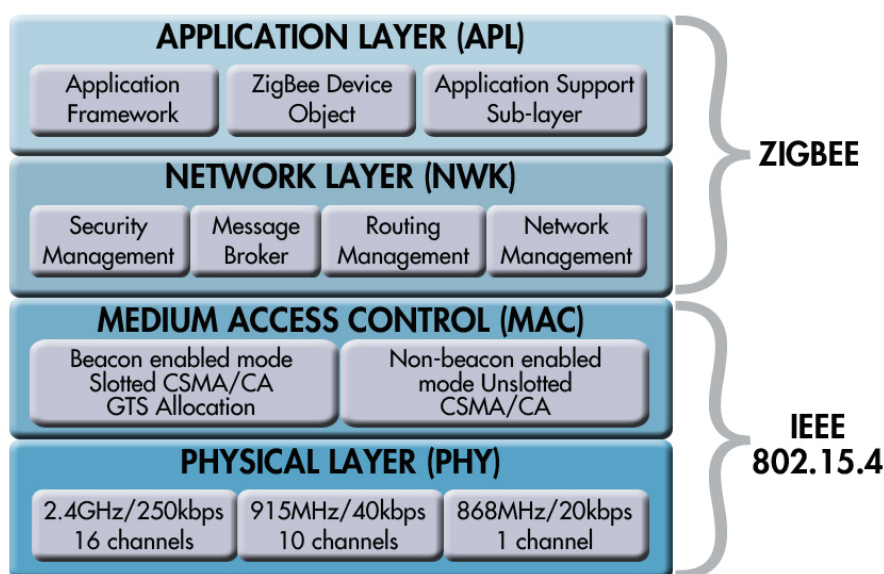 APPLICATION LAYER (APL)
Application
Framework
ZigBee Device
Object
Application Support
Sub-layer
ZIGBEE
NETWORK LAYER (NWK)
Security
Management
Message
Broker
Routing
Management
Network
Management
MEDIUM ACCESS CONTROL (MAC)
Beacon enabled mode
Slotted CSMA/CA
GTS Allocation
Non-beacon enabled
mode Unslotted
CSMA/CA
IEEE
802.15.4
PHYSICAL LAYER (PHY)
2.4GHz/250kbps
16 channels
915MHz/40kbps
10 channels
868MHz/20kbps
1 channel